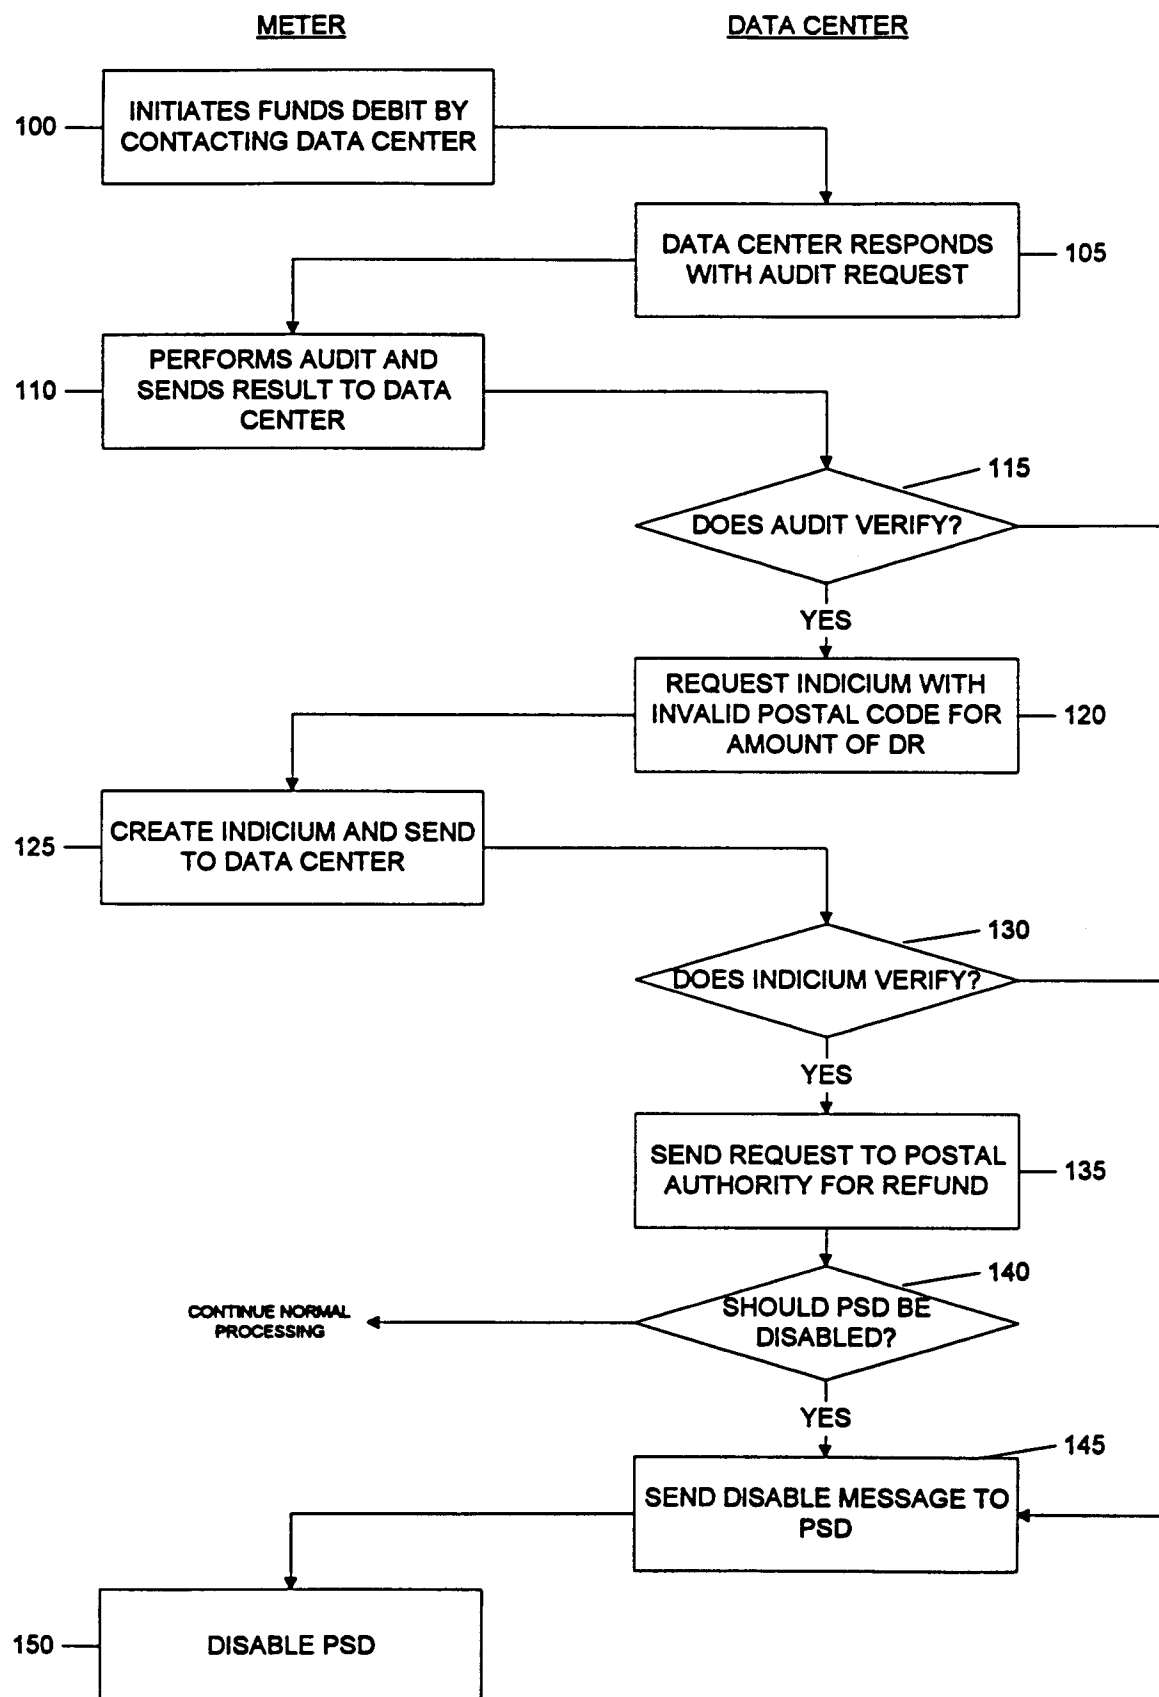 METER
DATA CENTER
100
INITIATES FUNDS DEBIT BY
CONTACTING DATA CENTER
DATA CENTER RESPONDS
WITH AUDIT REQUEST
105
110
PERFORMS AUDIT AND
SENDS RESULT TO DATA
CENTER
115
DOES AUDIT VERIFY?
YES
REQUEST INDICIUM WITH
INVALID POSTAL CODE FOR
AMOUNT OF DR
120
125
CREATE INDICIUM AND SEND
TO DATA CENTER
130
DOES INDICIUM VERIFY?
YES
SEND REQUEST TO POSTAL
AUTHORITY FOR REFUND
135
140
SHOULD PSD BE
DISABLED?
CONTINUE NORMAL
PROCESSING
YES
145
SEND DISABLE MESSAGE TO
PSD
150
DISABLE PSD